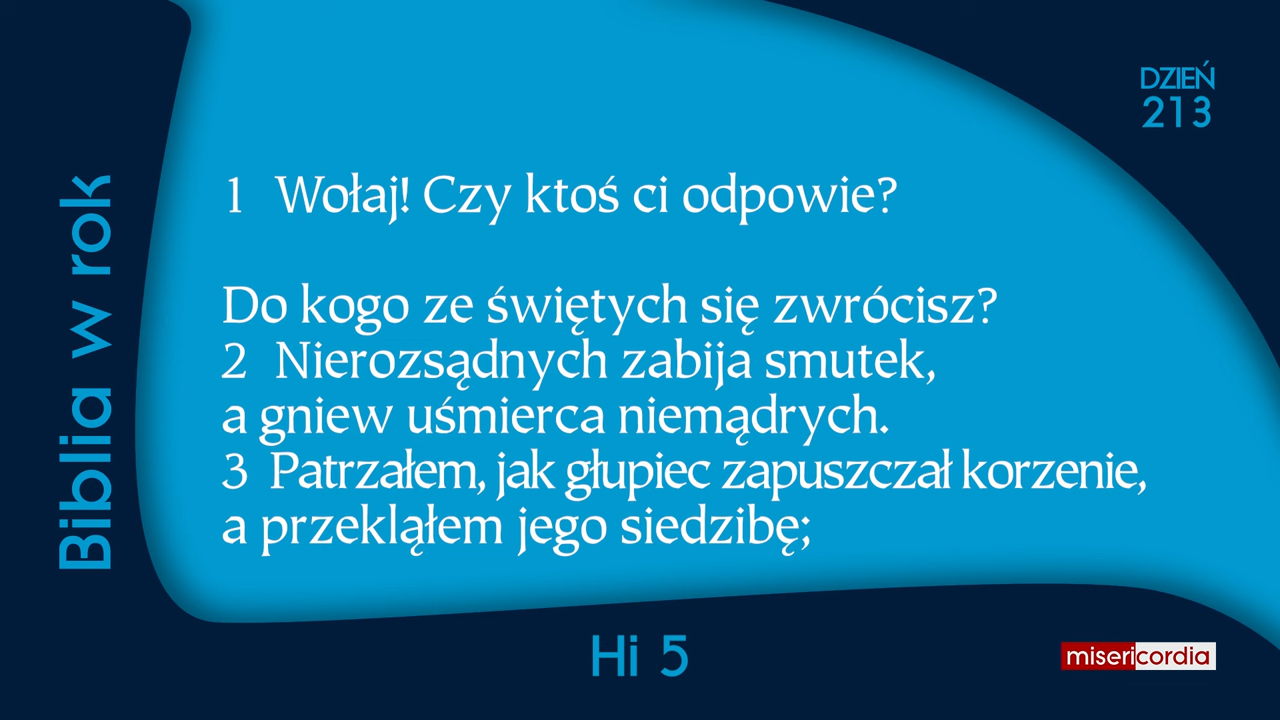 DZIEŃ
213
Biblia w rok
1 Wołaj! Czy ktoś ci odpowie?
Do kogo ze świętych się zwrócisz?
2 Nierozsądnych zabija smutek,
a gniew uśmierca niemądrych.
3 Patrzałem, jak głupiec zapuszczał korzenie,
a przekląłem jego siedzibę;
Hi 5
misericordia